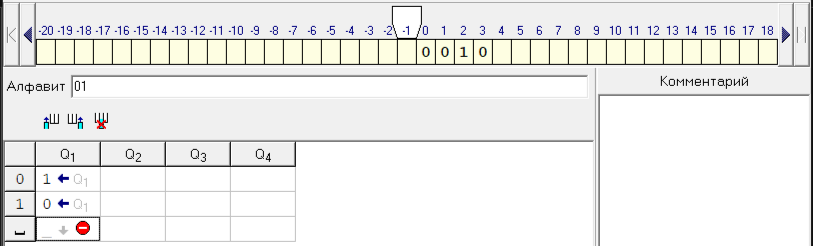 -20 -19 -18 -17 -16 -15 -14 -13 -12 -11 -10 -9 -8 -7 -6 -5 -4 -3 -2 -1 0 1 2 3 4 5 6 7 8 9 10 11 12 13 14 15 16 17 18
0 0 1 0
Алфавит 01
Комментарий
Q1 Q2 Q3 Q4
0 1 ← Q1
1 0 ← Q1
_ ↓